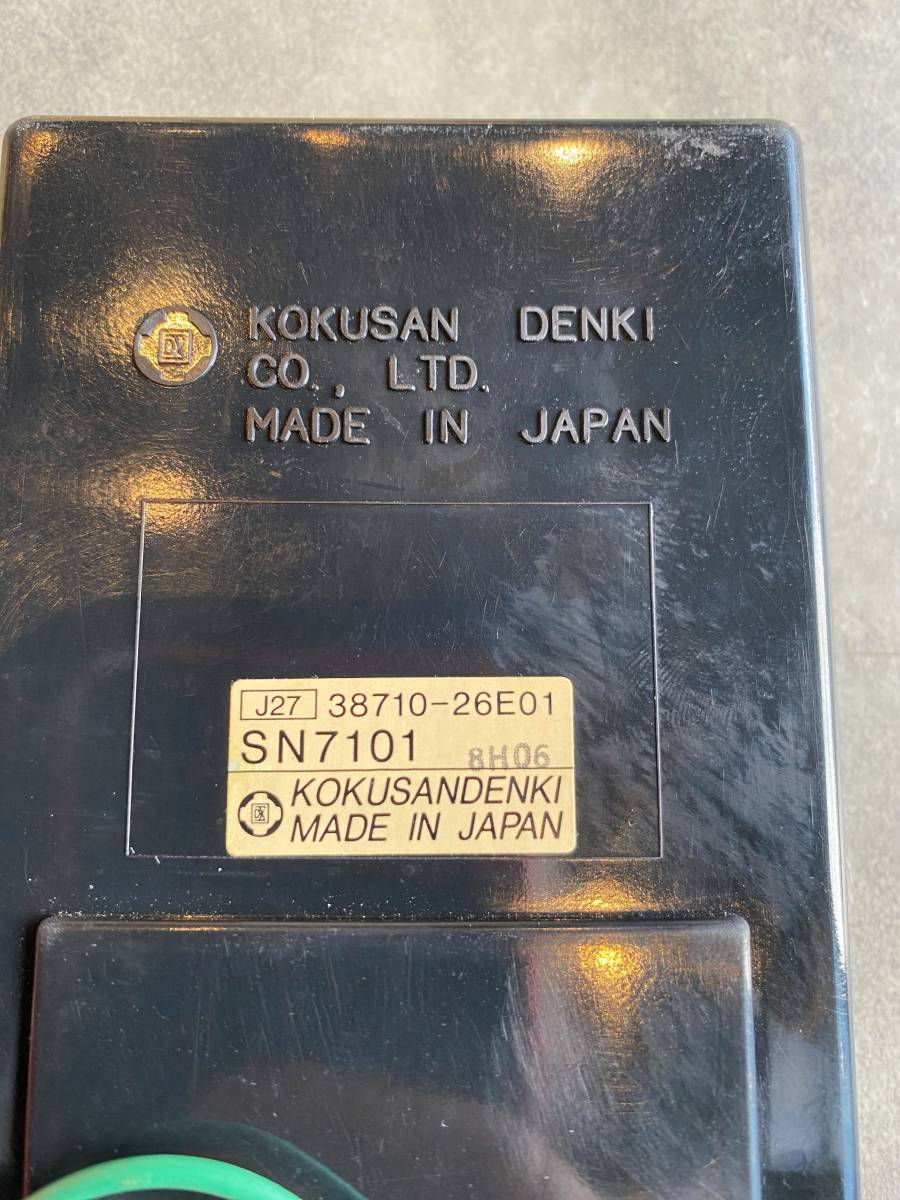 KOKUSAN DENKI
CO., LTD.
MADE IN JAPAN
J27 38710-26E01
SN7101 8H06
KOKUSANDENKI
MADE IN JAPAN